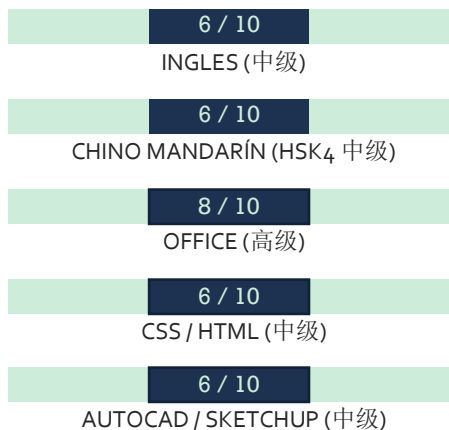 6 / 10
INGLES (中级)
6 / 10
CHINO MANDARÍN (HSK4 中级)
8 / 10
OFFICE (高级)
6 / 10
CSS / HTML (中级)
6 / 10
AUTOCAD / SKETCHUP (中级)